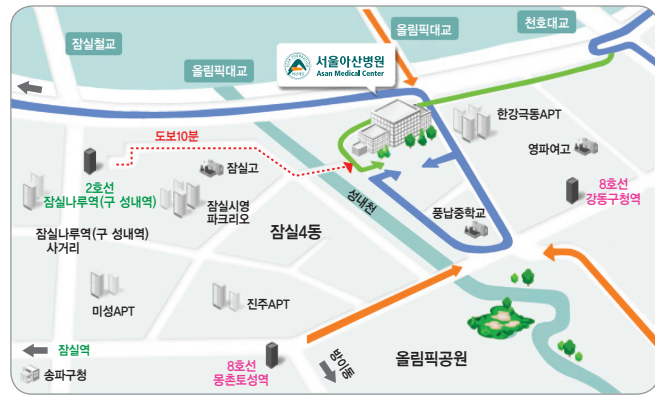 잠실철교
올림픽대교
서울아산병원
Asan Medical Center
올림픽대교
천호대교
한강극동APT
영파여고
도보10분
잠실고
2호선
잠실나루역(구 성내역)
잠실시영
파크리오
성내천
풍납중학교
8호선
강동구청역
잠실나루역(구 성내역)
사거리
잠실4동
미성APT
진주APT
잠실역
송파구청
8호선
몽촌토성역
방이동
올림픽공원